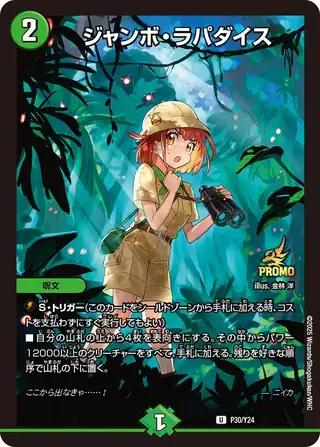 2
ジャンボ・ラパダイス
PROMO
illus. 金林 洋
呪文
S・トリガー(このカードをシールドゾーンから手札に加える時、コス
トを支払わずにすぐ実行してもよい)
■自分の山札の上から4枚を表向きにする。その中からパワー
12000以上のクリーチャーをすべて、手札に加える。残りを好きな順
序で山札の下に置く。
ここから出なきゃ……! ――ニイカ
©2025 Wizards/Shogakukan/WHC
1
U P30/Y24